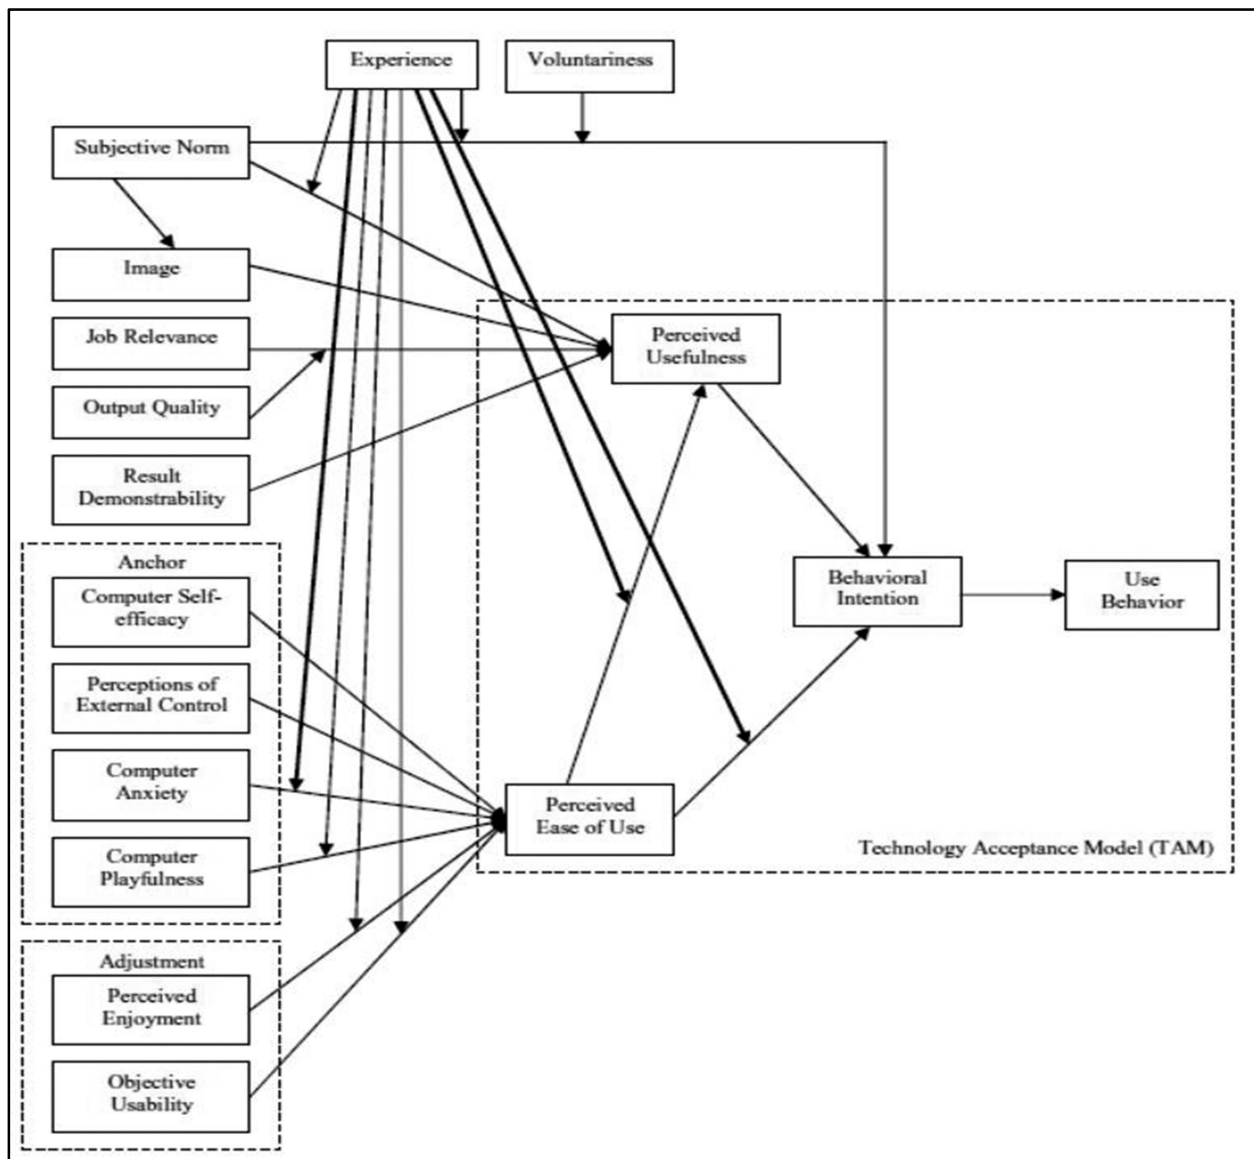 Experience
Voluntariness
Subjective Norm
Image
Job Relevance
Output Quality
Result
Demonstrability
Perceived
Usefulness
Anchor
Computer Self-
efficacy
Perceptions of
External Control
Computer
Anxiety
Computer
Playfulness
Behavioral
Intention
Use
Behavior
Perceived
Ease of Use
Technology Acceptance Model (TAM)
Adjustment
Perceived
Enjoyment
Objective
Usability